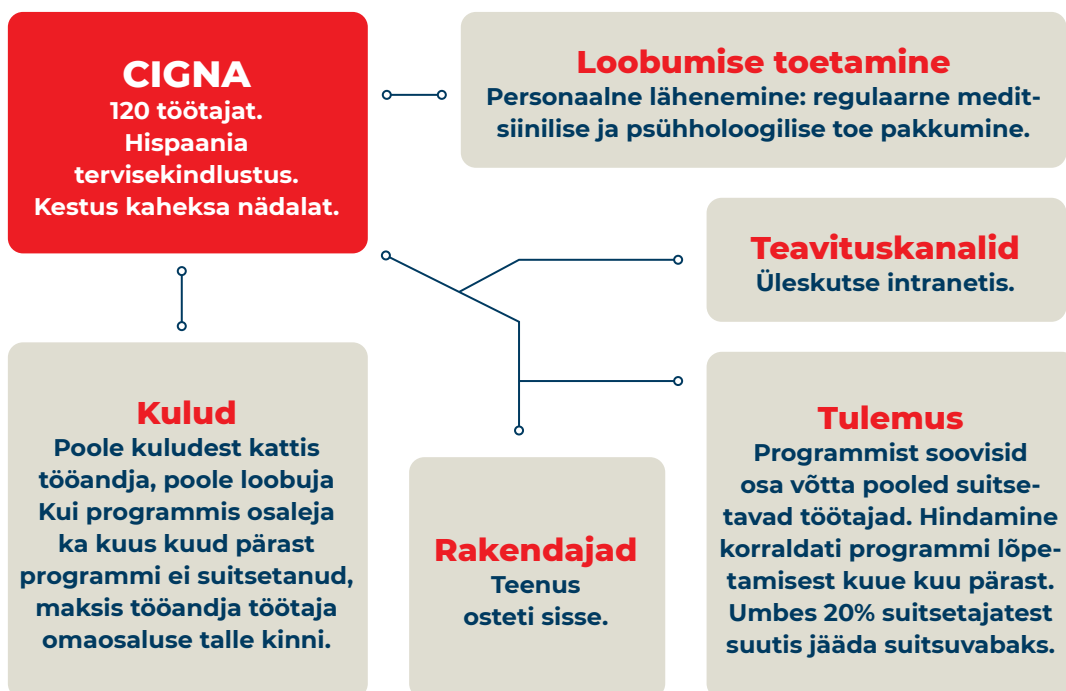 CIGNA
120 töötajat.
Hispaania
tervisekindlustus.
Kestus kaheksa nädalat.
Loobumise toetamine
Personaalne lähenemine: regulaarne medit-
siinilise ja psühholoogilise toe pakkumine.
Teavituskanalid
Üleskutse intranetis.
Kulud
Poole kuludest kattis
tööandja, poole loobuja
Kui programmis osaleja
ka kuus kuud pärast
programmi ei suitsetanud,
maksis tööandja töötaja
omaosaluse talle kinni.
Rakendajad
Teenus
osteti sisse.
Tulemus
Programmist soovisid
osa võtta pooled suitse-
tavad töötajad. Hindamine
korraldati programmi lõpe-
tamisest kuue kuu pärast.
Umbes 20% suitsetajatest
suutis jääda suitsuvabaks.